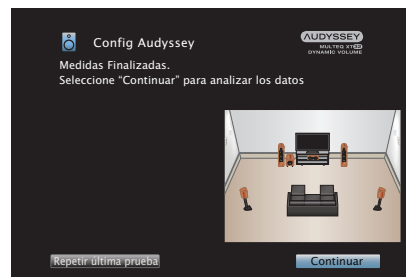 Config Audyssey
AUDYSSEY
MULTEQ XT32
DYNAMIC VOLUME
Medidas Finalizadas.
Seleccione “Continuar” para analizar los datos
Repetir última prueba
Continuar